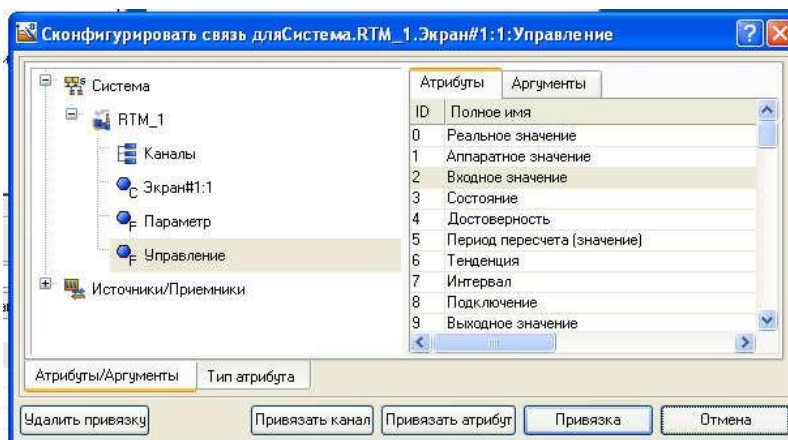 Сконфигурировать связь дляСистема.RTM_1.Экран#1:1:Управление
Система
RTM_1
Каналы
Экран#1:1
Параметр
Управление
Источники/Приемники
Атрибуты/Аргументы Тип атрибута
Атрибуты Аргументы
ID Полное имя
0 Реальное значение
1 Аппаратное значение
2 Входное значение
3 Состояние
4 Достоверность
5 Период пересчета (значение)
6 Тенденция
7 Интервал
8 Подключение
9 Выходное значение
Удалить привязку Привязать канал Привязать атрибут Привязка Отмена